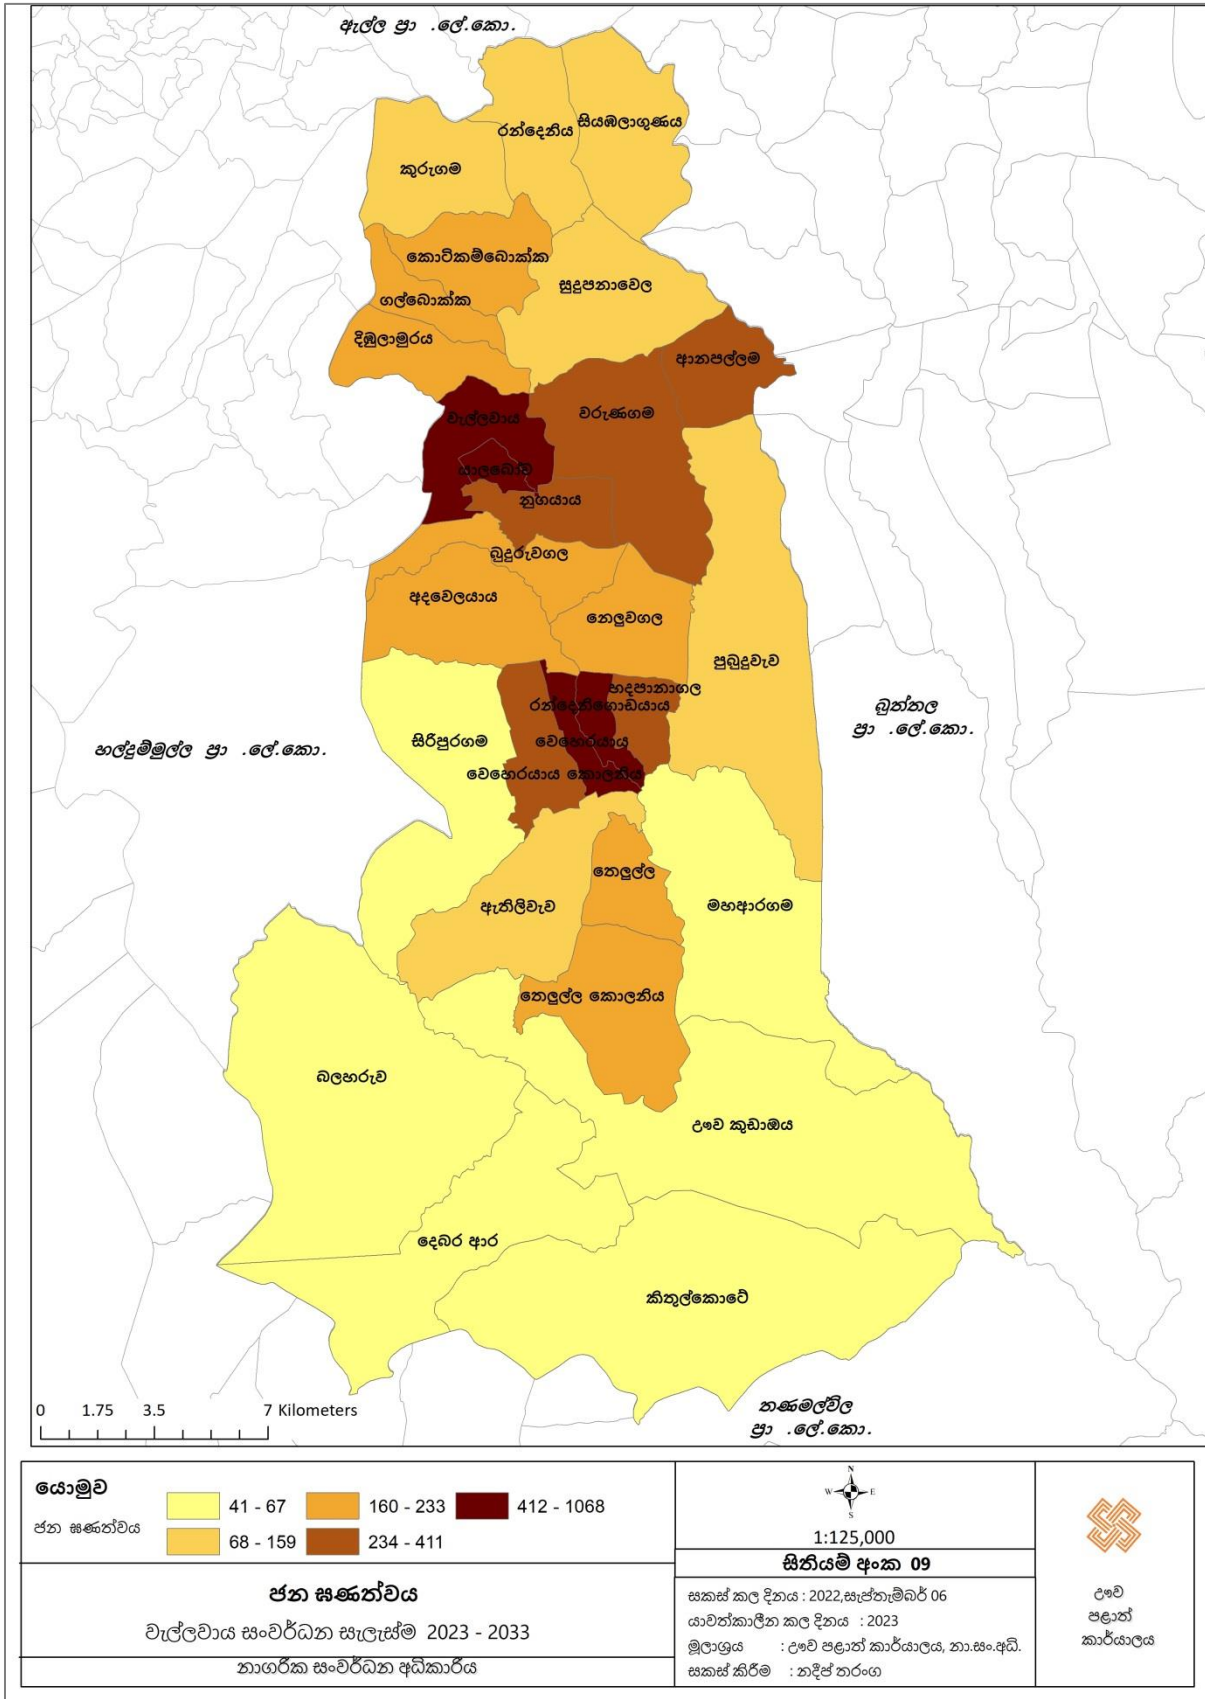 ඇල්ල ප්‍රා .ලේ.කො.
සියඹලාගුණය
රන්දෙනිය
කුරුගම
කොටිකම්බොක්ක
සුදුපනාවෙල
ගල්බොක්ක
දිඹුලාමුරය
ආනපල්ලම
වරුණගම
වැල්ලවාය
යාලබෝව
නුගයාය
බුදුරුවගල
අදවෙලයාය
නෙලුවගල
පුබුදුවැව
හදපානාගල
රන්දෙනිගොඩයාය
බුත්තල
ප්‍රා .ලේ.කො.
සිරිපුරගම
වෙහෙරයාය
හල්දුම්මුල්ල ප්‍රා .ලේ.කො.
වෙහෙරයාය කොලනිය
තෙලුල්ල
ඇතිලිවැව
මහආරගම
තෙලුල්ල කොලනිය
බලහරුව
ඌව කුඩාඔය
දෙබර ආර
කිතුල්කොටේ
තණමල්විල
ප්‍රා .ලේ.කො.
0 1.75 3.5 7 Kilometers
යොමුව
ජන ඝණත්වය
41 - 67
68 - 159
160 - 233
234 - 411
412 - 1068
ජන ඝණත්වය
වැල්ලවාය සංවර්ධන සැලැස්ම 2023 - 2033
නාගරික සංවර්ධන අධිකාරිය
N
W E
S
1:125,000
සිතියම් අංක 09
සකස් කල දිනය : 2022,සැප්තැම්බර් 06
යාවත්කාලීන කල දිනය : 2023
මූලාශ්‍රය : ඌව පළාත් කාර්යාලය, නා.සං.අධි.
සකස් කිරීම : නදීප් තරංග
ඌව
පළාත්
කාර්යාලය